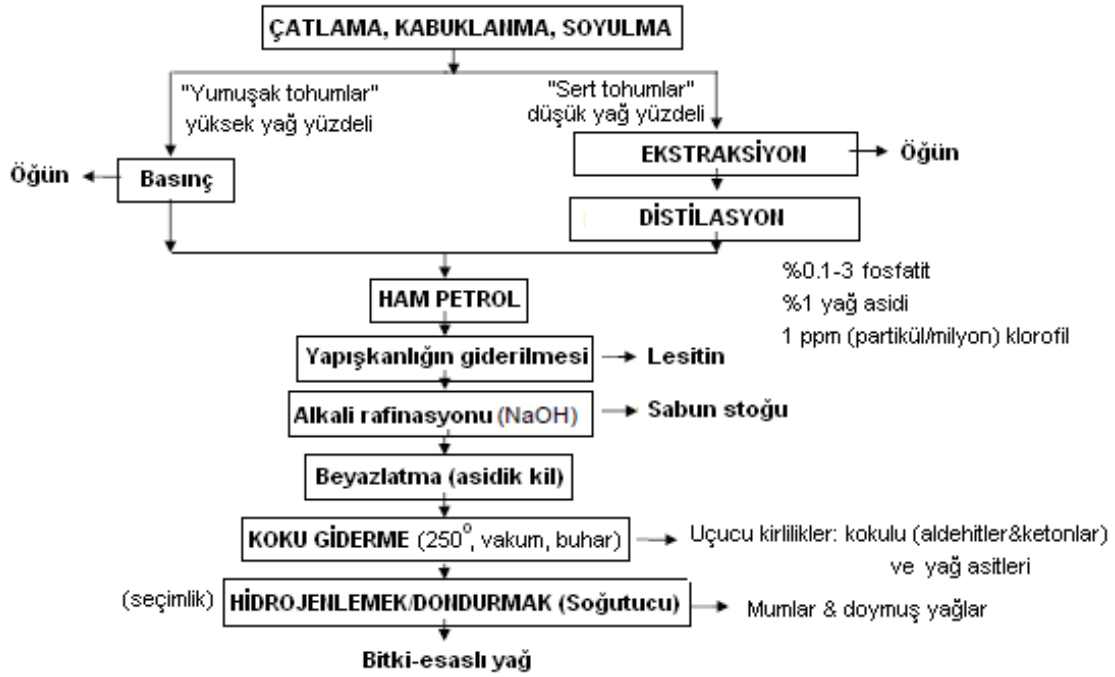 ÇATLAMA, KABUKLANMA, SOYULMA
"Yumuşak tohumlar"
yüksek yağ yüzdeli
"Sert tohumlar"
düşük yağ yüzdeli
Öğün
Basınç
EKSTRAKSİYON
Öğün
DİSTİLASYON
%0.1-3 fosfatit
%1 yağ asidi
1 ppm (partikül/milyon) klorofil
HAM PETROL
Yapışkanlığın giderilmesi
Lesitin
Alkali rafinasyonu (NaOH)
Sabun stoğu
Beyazlatma (asidik kil)
KOKU GİDERME (250°, vakum, buhar)
Uçucu kirlilikler: kokulu (aldehitler&ketonlar)
ve yağ asitleri
(seçimlik)
HİDROJENLEMEK/DONDURMAK (Soğutucu)
Mumlar & doymuş yağlar
Bitki-esaslı yağ